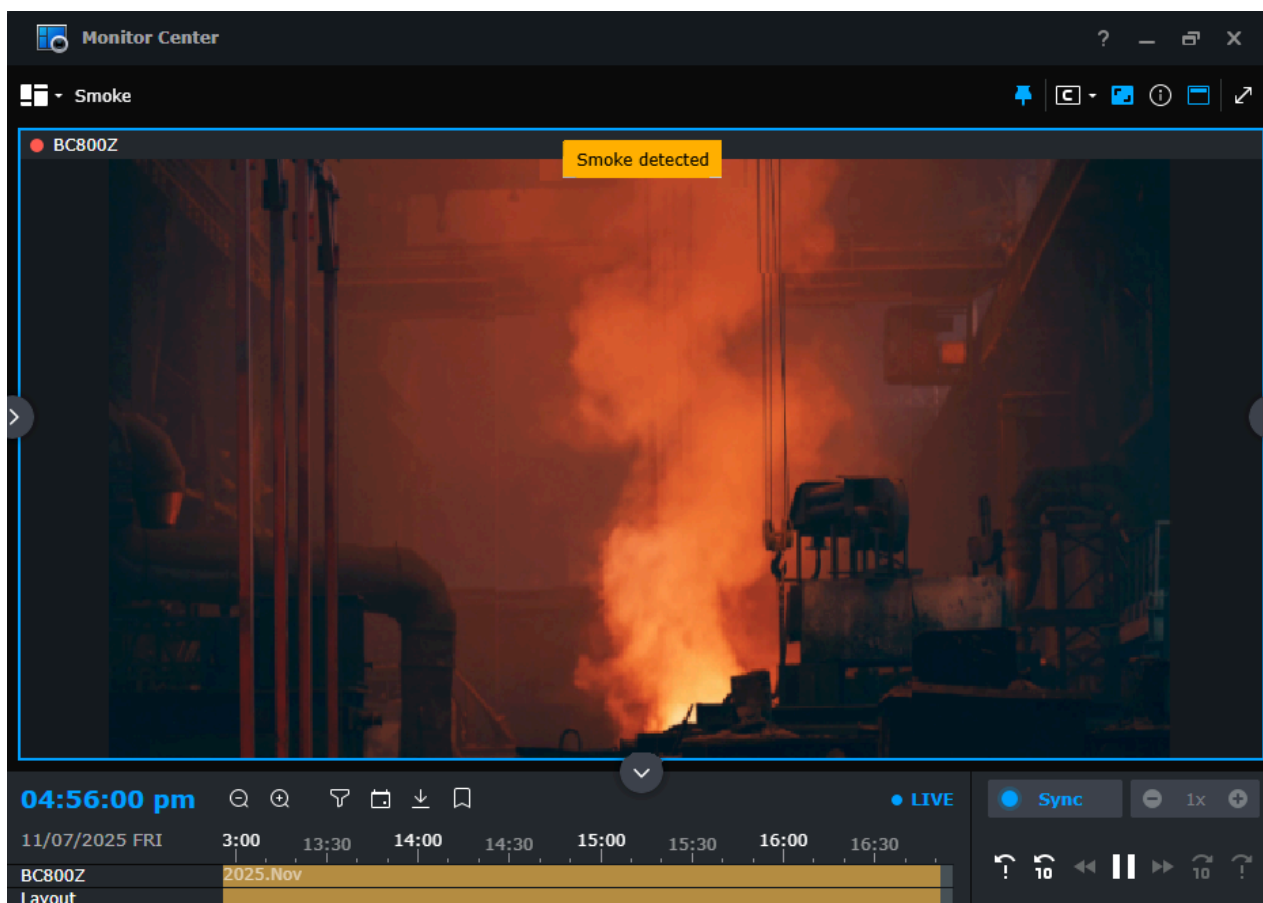 Monitor Center
Smoke
BC800Z
Smoke detected
04:56:00 pm
LIVE
Sync
1x
11/07/2025 FRI
3:00 13:30 14:00 14:30 15:00 15:30 16:00 16:30
10 10
BC800Z
2025.Nov
Layout